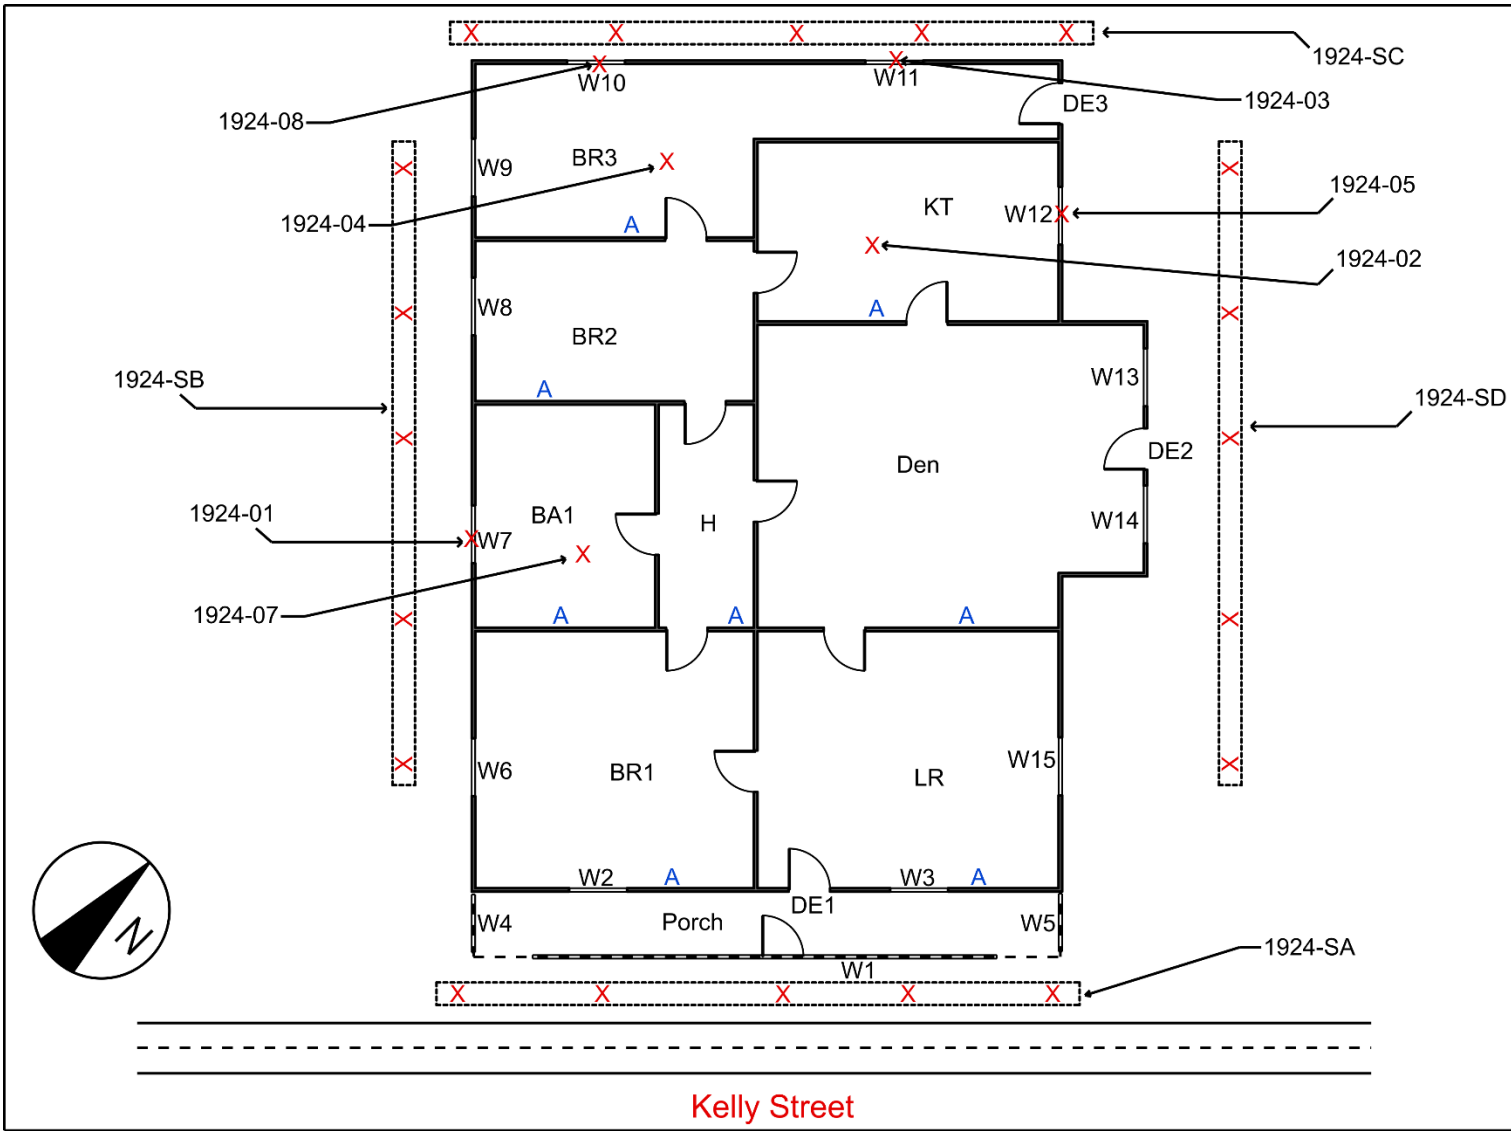 X X X X X
1924-SC
X X
W10 W11
1924-08
1924-03
DE3
X
W9 BR3 X
1924-04
A
KT
W12 X
1924-05
X
1924-02
X
W8
BR2
A
X
W13
1924-SB
A
1924-SD
X
Den
DE2
X
1924-01
X W7
BA1
X
H
W14
1924-07
A A A
X X
W6 BR1
LR W15
X X
W2 A
W3 A
W4 Porch DE1 W5
N
W1
1924-SA
X X X X X
Kelly Street